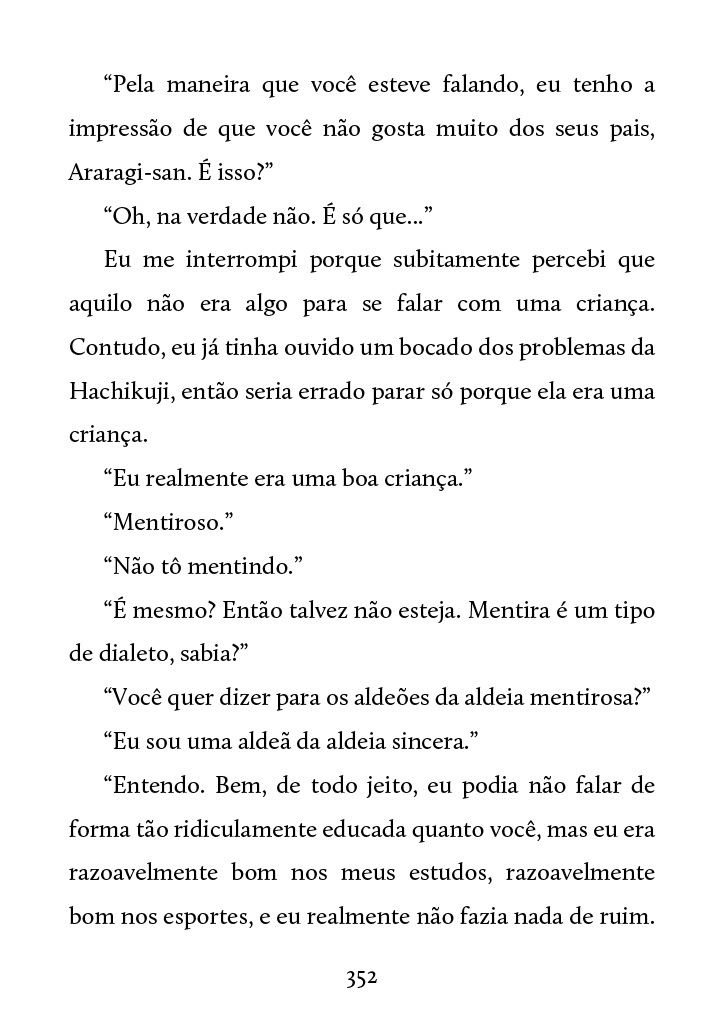 “Pela maneira que você esteve falando, eu tenho a
impressão de que você não gosta muito dos seus pais,
Araragi-san. É isso?”
“Oh, na verdade não. É só que...”
Eu me interrompi porque subitamente percebi que
aquilo não era algo para se falar com uma criança.
Contudo, eu já tinha ouvido um bocado dos problemas da
Hachikuji, então seria errado parar só porque ela era uma
criança.
“Eu realmente era uma boa criança.”
“Mentiroso.”
“Não tô mentindo.”
“É mesmo? Então talvez não esteja. Mentira é um tipo
de dialeto, sabia?”
“Você quer dizer para os aldeões da aldeia mentirosa?”
“Eu sou uma aldeã da aldeia sincera.”
“Entendo. Bem, de todo jeito, eu podia não falar de
forma tão ridiculamente educada quanto você, mas eu era
razoavelmente bom nos meus estudos, razoavelmente
bom nos esportes, e eu realmente não fazia nada de ruim.
352